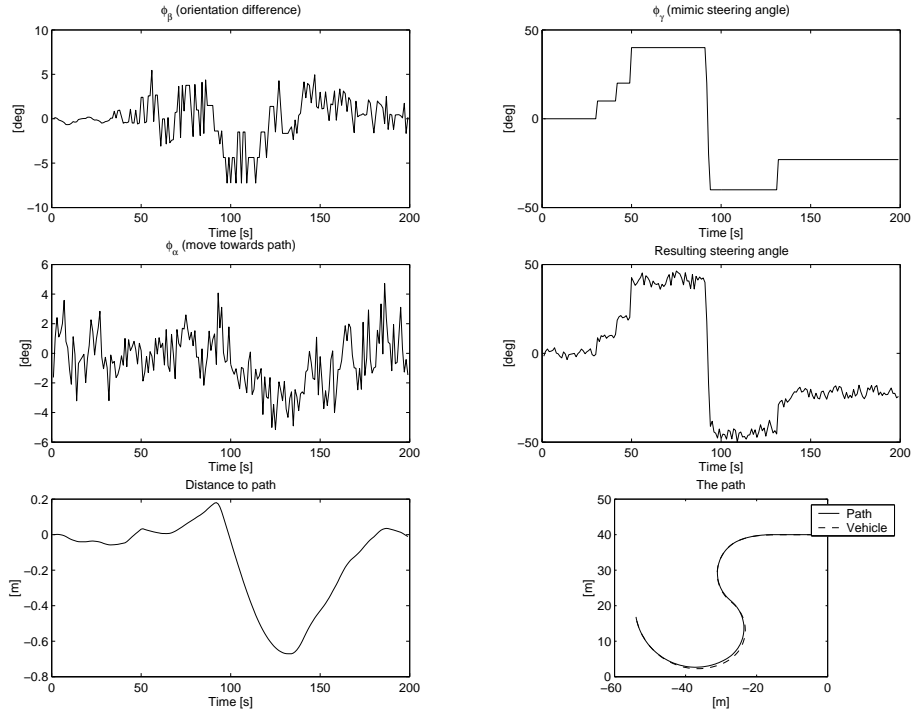 ϕβ (orientation difference)
10
5
0
−5
−10
[deg]
0 50 100 150 200
Time [s]
ϕγ (mimic steering angle)
50
0
−50
[deg]
0 50 100 150 200
Time [s]
ϕα (move towards path)
6
4
2
0
−2
−4
−6
[deg]
0 50 100 150 200
Time [s]
Resulting steering angle
50
0
−50
[deg]
0 50 100 150 200
Time [s]
Distance to path
0.2
0
−0.2
−0.4
−0.6
−0.8
[m]
0 50 100 150 200
Time [s]
The path
50
40
30
20
10
0
[m]
−60 −40 −20 0
[m]
Path
Vehicle